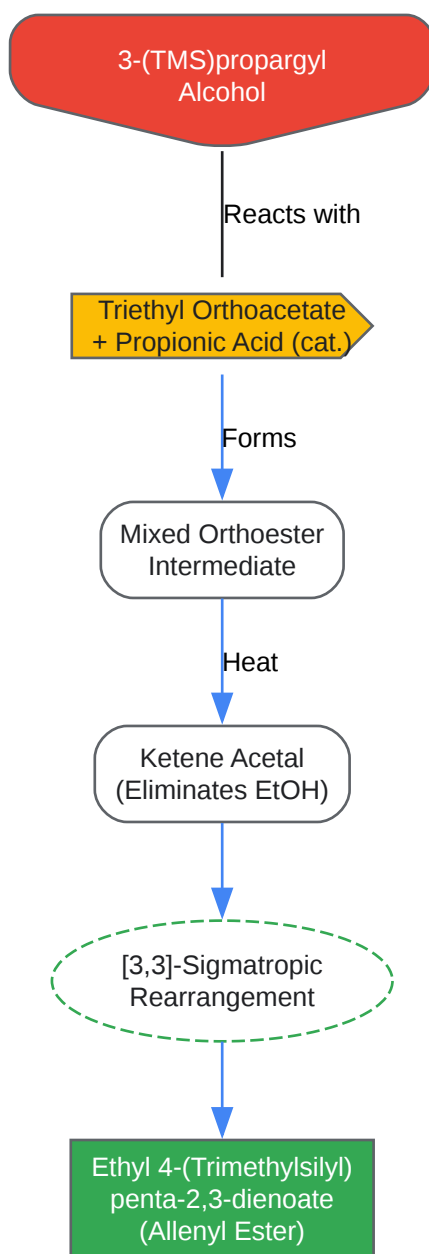 3-(TMS)propargyl
Alcohol
Reacts with
Triethyl Orthoacetate
+ Propionic Acid (cat.)
Forms
Mixed Orthoester
Intermediate
Heat
Ketene Acetal
(Eliminates EtOH)
[3,3]-Sigmatropic
Rearrangement
Ethyl 4-(Trimethylsilyl)
penta-2,3-dienoate
(Allenyl Ester)